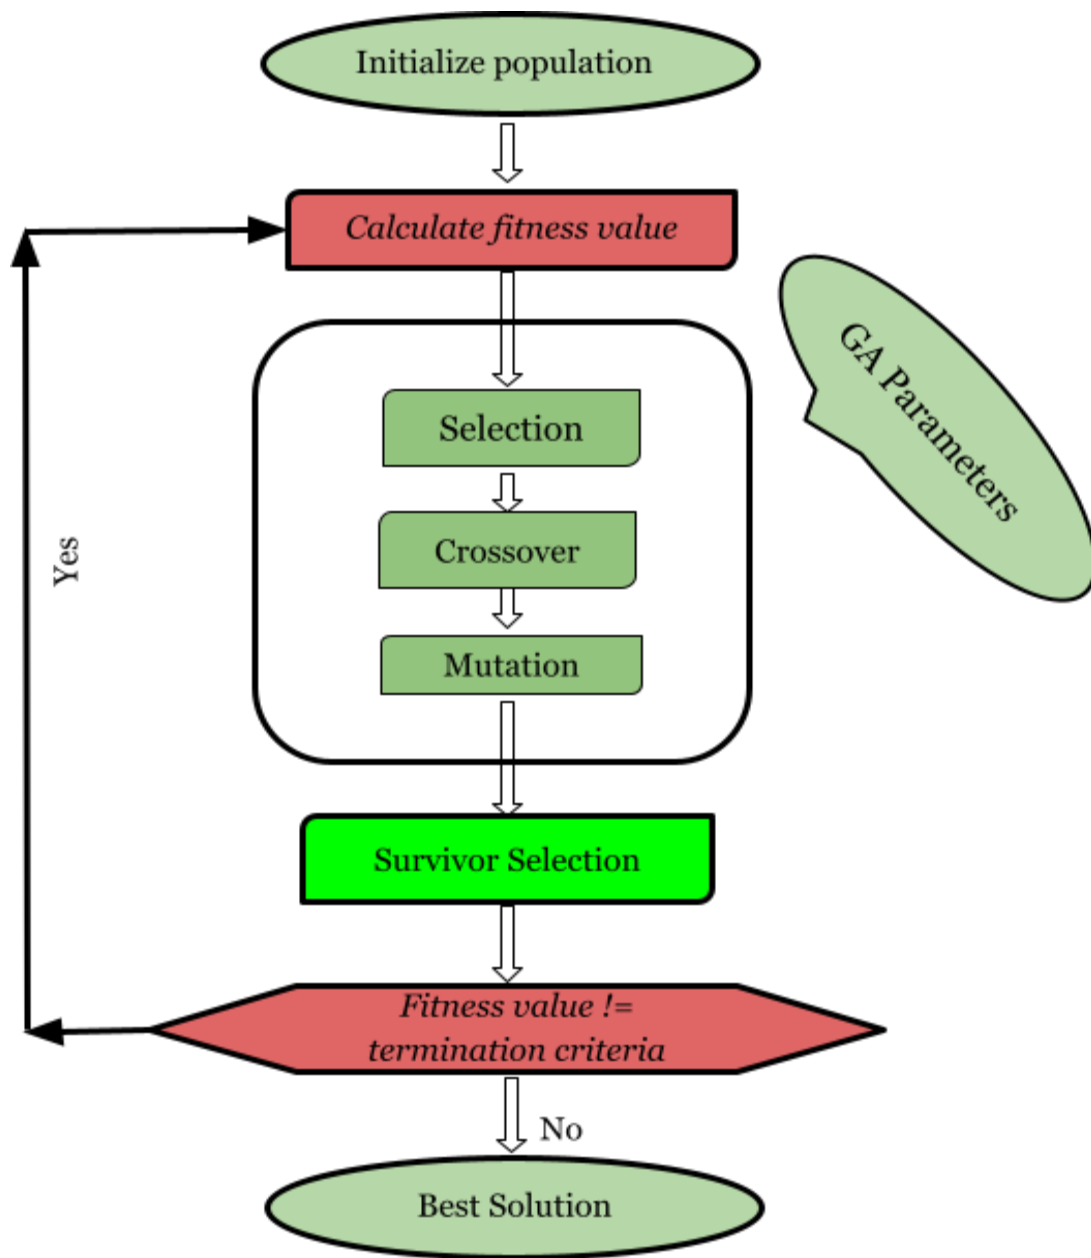 Initialize population
Calculate fitness value
GA Parameters
Selection
Crossover
Yes
Mutation
Survivor Selection
Fitness value !=
termination criteria
No
Best Solution